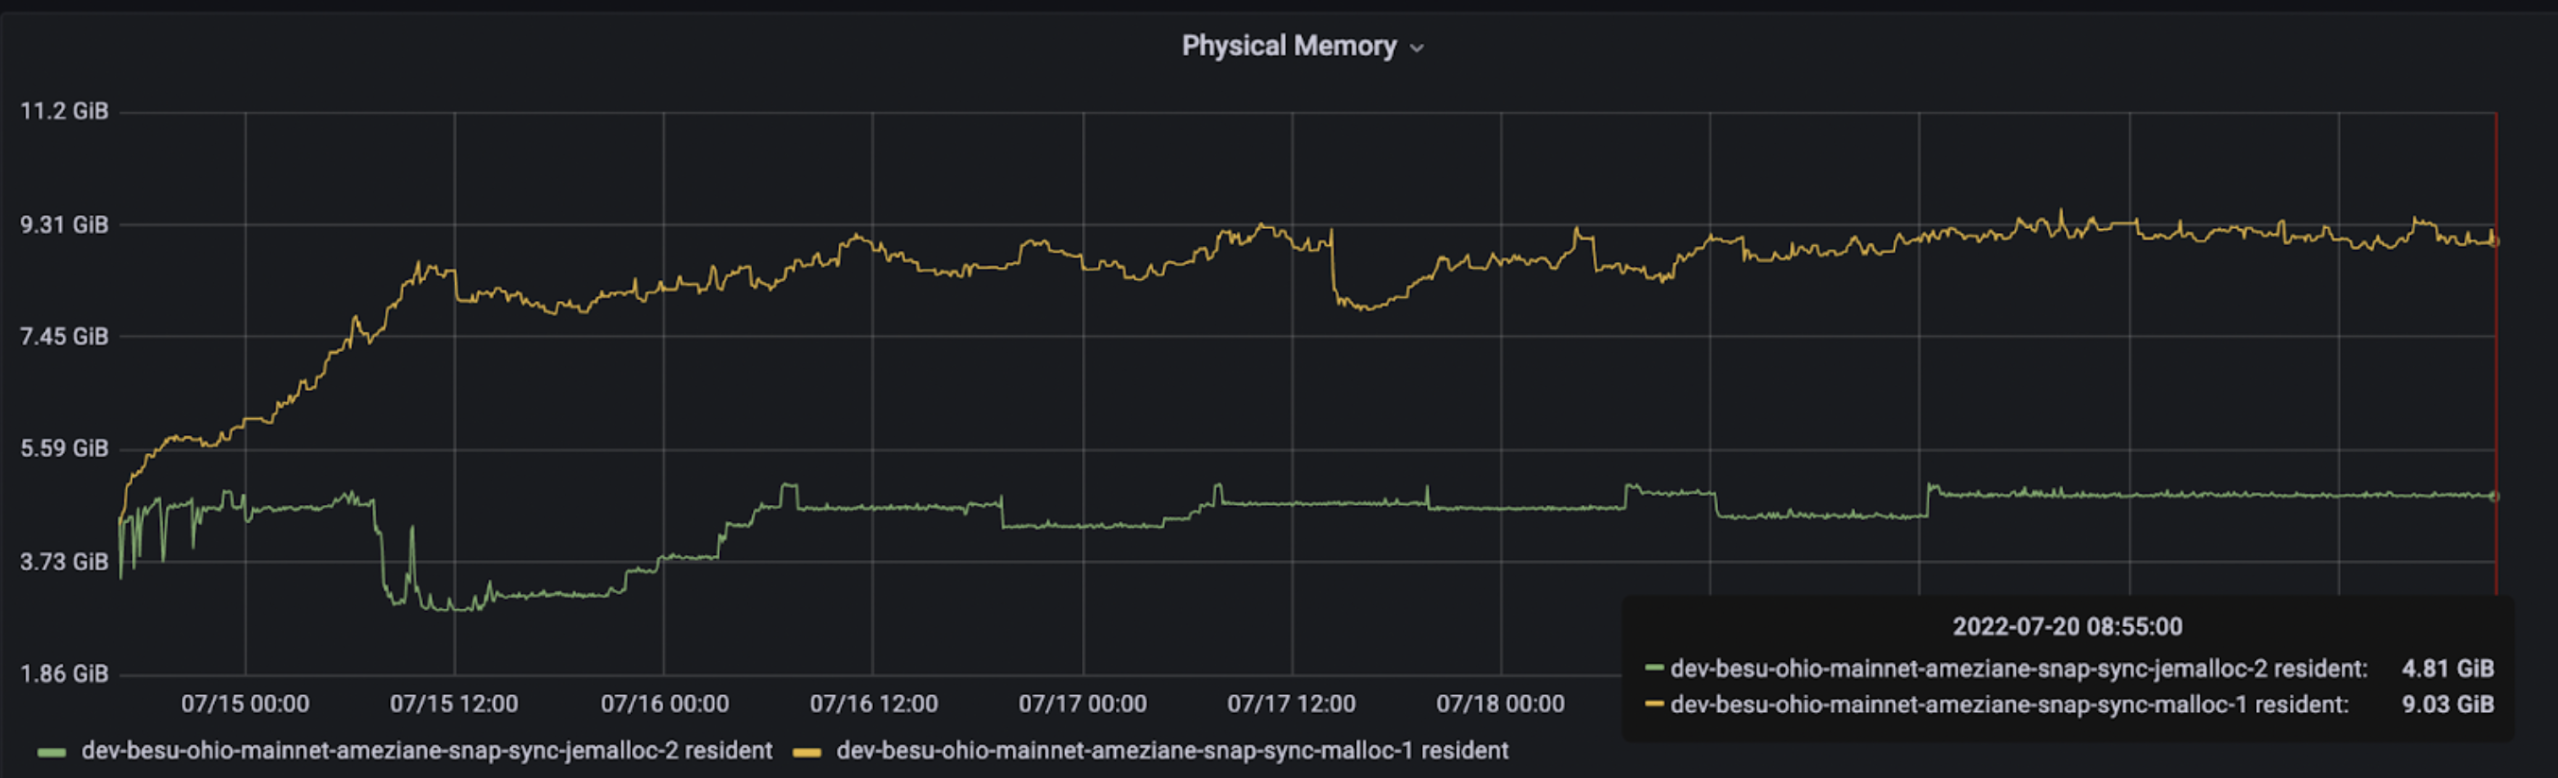 Physical Memory
11.2 GiB
9.31 GiB
7.45 GiB
5.59 GiB
3.73 GiB
1.86 GiB
07/15 00:00 07/15 12:00 07/16 00:00 07/16 12:00 07/17 00:00 07/17 12:00 07/18 00:00
2022-07-20 08:55:00
dev-besu-ohio-mainnet-ameziane-snap-sync-jemalloc-2 resident: 4.81 GiB
dev-besu-ohio-mainnet-ameziane-snap-sync-malloc-1 resident: 9.03 GiB
dev-besu-ohio-mainnet-ameziane-snap-sync-jemalloc-2 resident dev-besu-ohio-mainnet-ameziane-snap-sync-malloc-1 resident